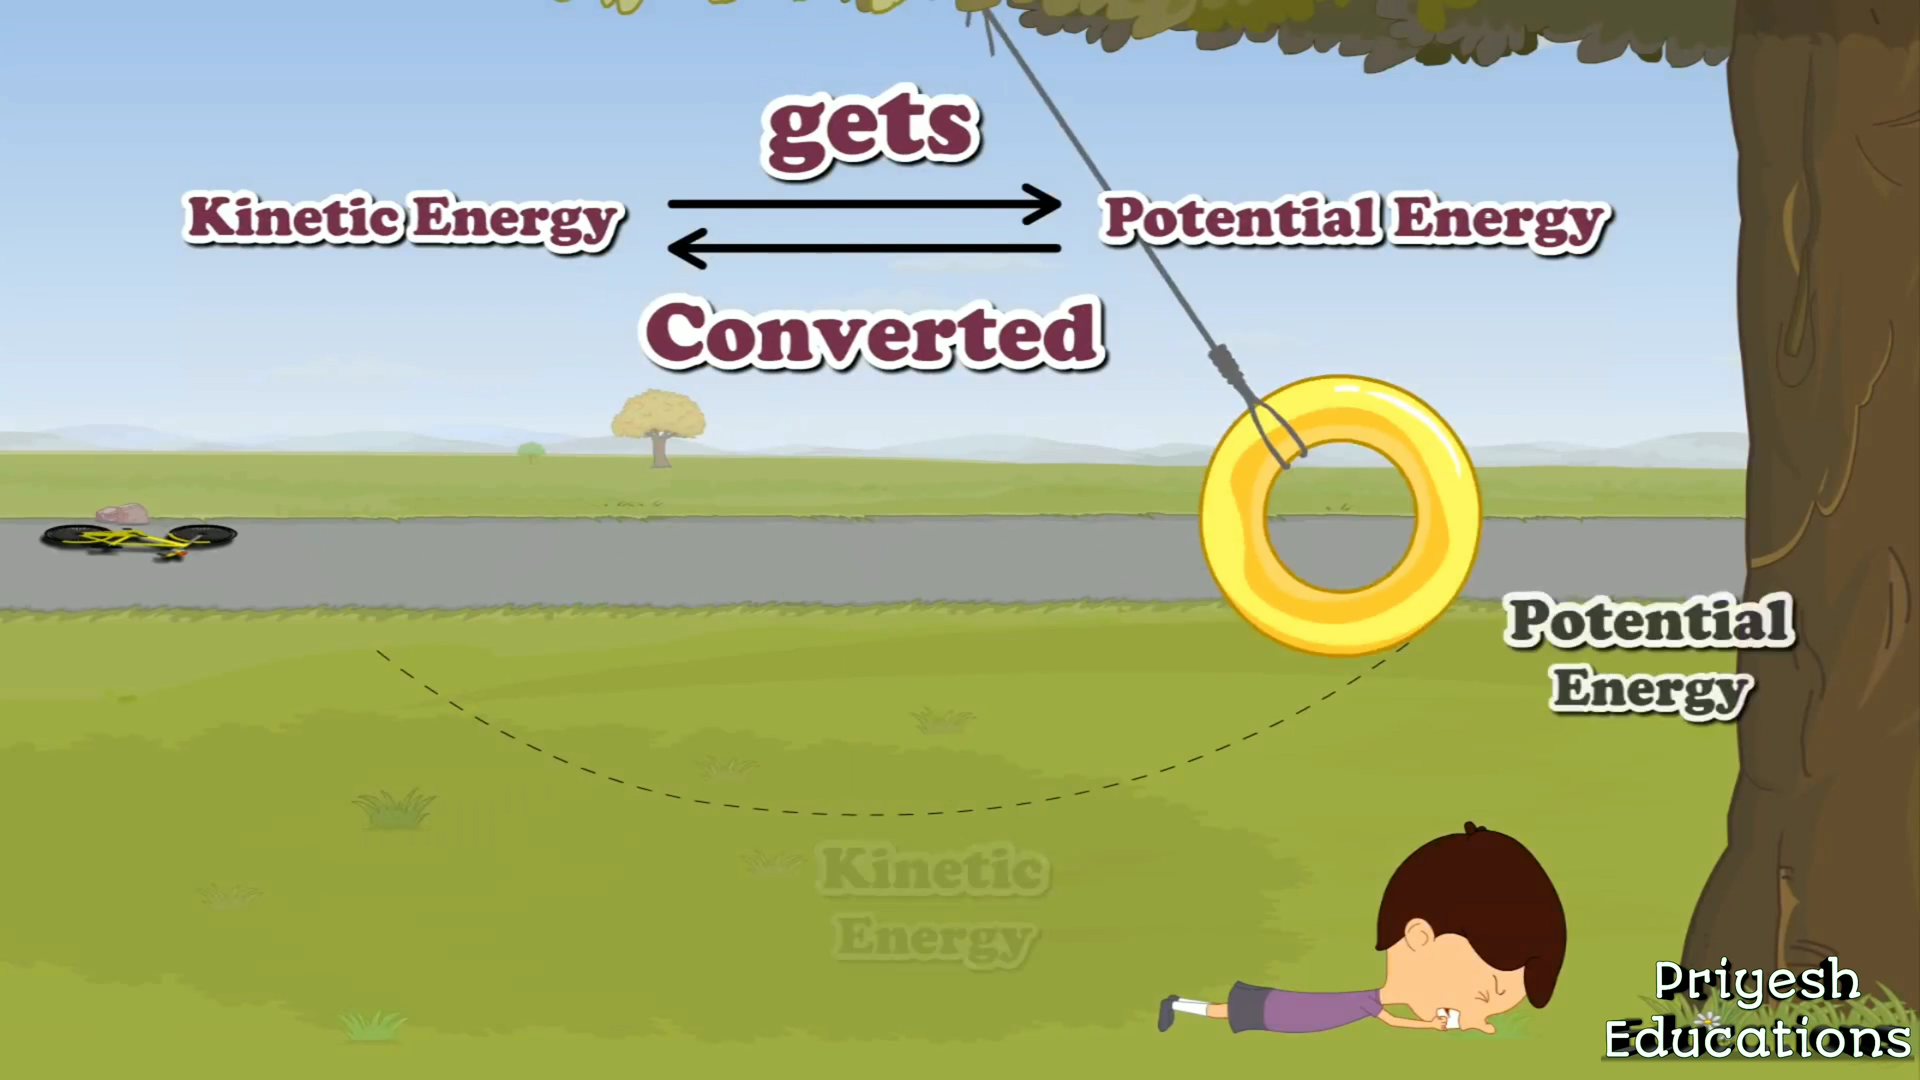 gets
Kinetic Energy Potential Energy
Converted
Potential
Energy
Kinetic
Energy
Priyesh
Educations